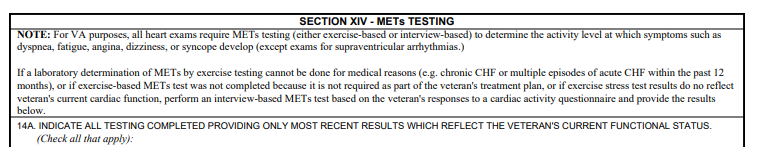 SECTION XIV - METs TESTING
NOTE: For VA purposes, all heart exams require METs testing (either exercise-based or interview-based) to determine the activity level at which symptoms such as
dyspnea, fatigue, angina, dizziness, or syncope develop (except exams for supraventricular arrhythmias.)
If a laboratory determination of METs by exercise testing cannot be done for medical reasons (e.g. chronic CHF or multiple episodes of acute CHF within the past 12
months), or if exercise-based METs test was not completed because it is not required as part of the veteran's treatment plan, or if exercise stress test results do no reflect
veteran's current cardiac function, perform an interview-based METs test based on the veteran's responses to a cardiac activity questionnaire and provide the results
below.
14A. INDICATE ALL TESTING COMPLETED PROVIDING ONLY MOST RECENT RESULTS WHICH REFLECT THE VETERAN'S CURRENT FUNCTIONAL STATUS.
(Check all that apply):